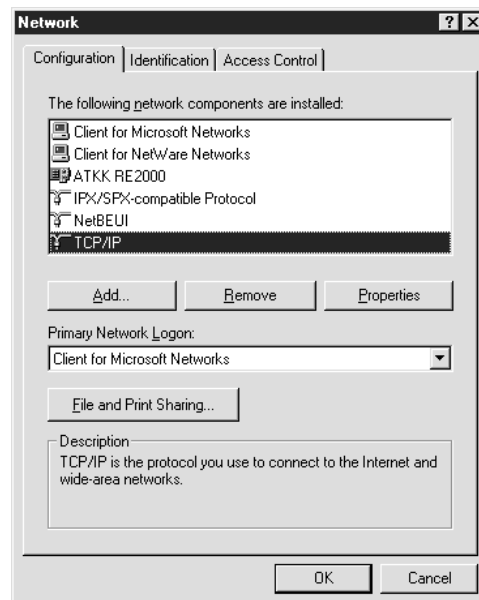 Network
Configuration Identification Access Control
The following network components are installed:
Client for Microsoft Networks
Client for NetWare Networks
ATKK RE2000
IPX/SPX-compatible Protocol
NetBEUI
TCP/IP
Add... Remove Properties
Primary Network Logon:
Client for Microsoft Networks
File and Print Sharing...
Description
TCP/IP is the protocol you use to connect to the Internet and
wide-area networks.
OK Cancel